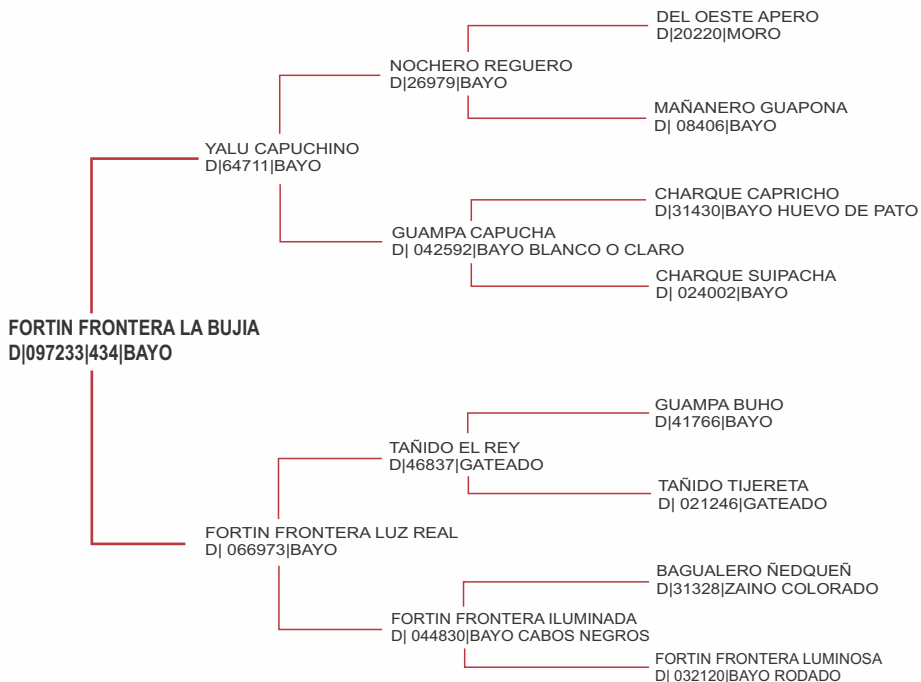 DEL OESTE APERO
D|20220|MORO
NOCHERO REGUERO
D|26979|BAYO
MAÑANERO GUAPONA
D| 08406|BAYO
YALU CAPUCHINO
D|64711|BAYO
CHARQUE CAPRICHO
D|31430|BAYO HUEVO DE PATO
GUAMPA CAPUCHA
D| 042592|BAYO BLANCO O CLARO
CHARQUE SUIPACHA
D| 024002|BAYO
FORTIN FRONTERA LA BUJIA
D|097233|434|BAYO
GUAMPA BUHO
D|41766|BAYO
TAÑIDO EL REY
D|46837|GATEADO
TAÑIDO TIJERETA
D| 021246|GATEADO
FORTIN FRONTERA LUZ REAL
D| 066973|BAYO
BAGUALERO ÑEDQUEÑ
D|31328|ZAINO COLORADO
FORTIN FRONTERA ILUMINADA
D| 044830|BAYO CABOS NEGROS
FORTIN FRONTERA LUMINOSA
D| 032120|BAYO RODADO